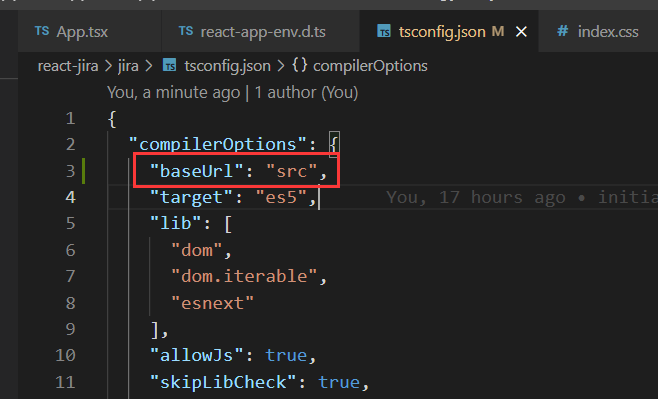 TS App.tsx TS react-app-env.d.ts TS tsconfig.json M × # index.css
react-jira > jira > TS tsconfig.json > {} compilerOptions
You, a minute ago | 1 author (You)
1 {
2 "compilerOptions": {
3 "baseUrl": "src",
4 "target": "es5", You, 17 hours ago • initia
5 "lib": [
6 "dom",
7 "dom.iterable",
8 "esnext"
9 ],
10 "allowJs": true,
11 "skipLibCheck": true,